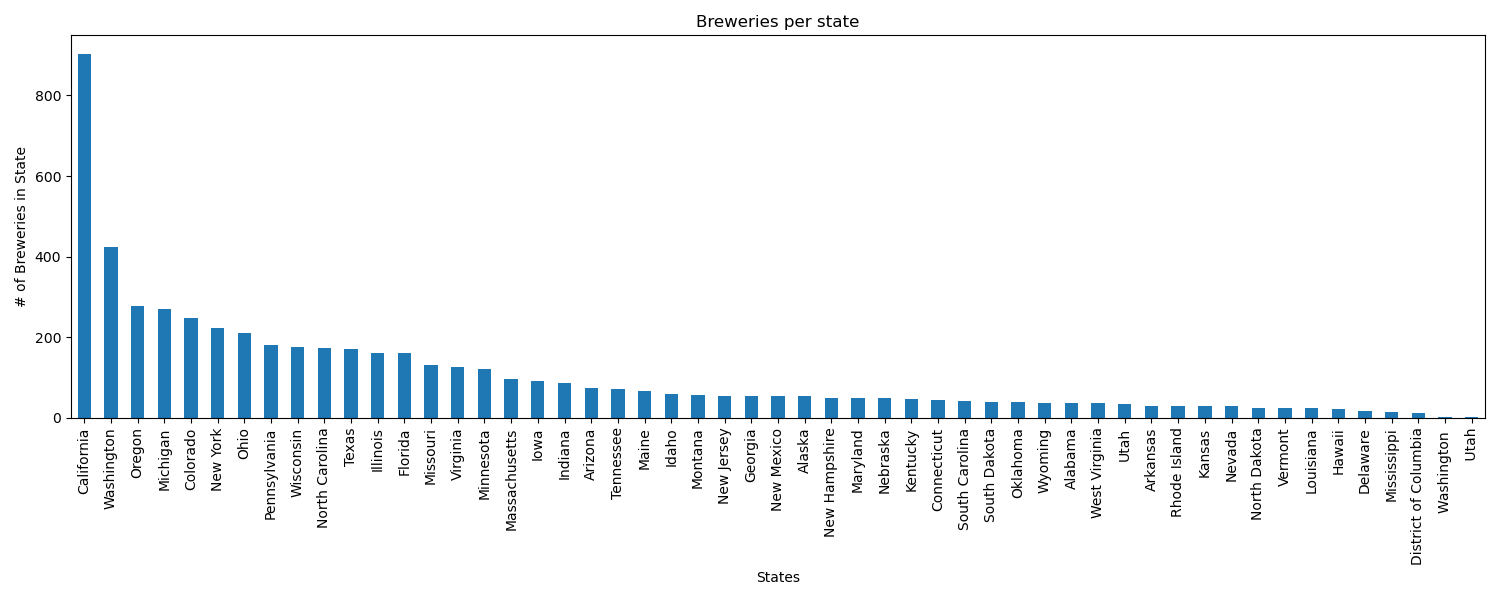 Breweries per state
# of Breweries in State
800
600
400
200
0
California
Washington
Oregon
Michigan
Colorado
New York
Ohio
Pennsylvania
Wisconsin
North Carolina
Texas
Illinois
Florida
Missouri
Virginia
Minnesota
Massachusetts
Iowa
Indiana
Arizona
Tennessee
Maine
Idaho
Montana
New Jersey
Georgia
New Mexico
Alaska
New Hampshire
Maryland
Nebraska
Kentucky
Connecticut
South Carolina
South Dakota
Oklahoma
Wyoming
Alabama
West Virginia
Utah
Arkansas
Rhode Island
Kansas
Nevada
North Dakota
Vermont
Louisiana
Hawaii
Delaware
Mississippi
District of Columbia
Washington
Utah
States